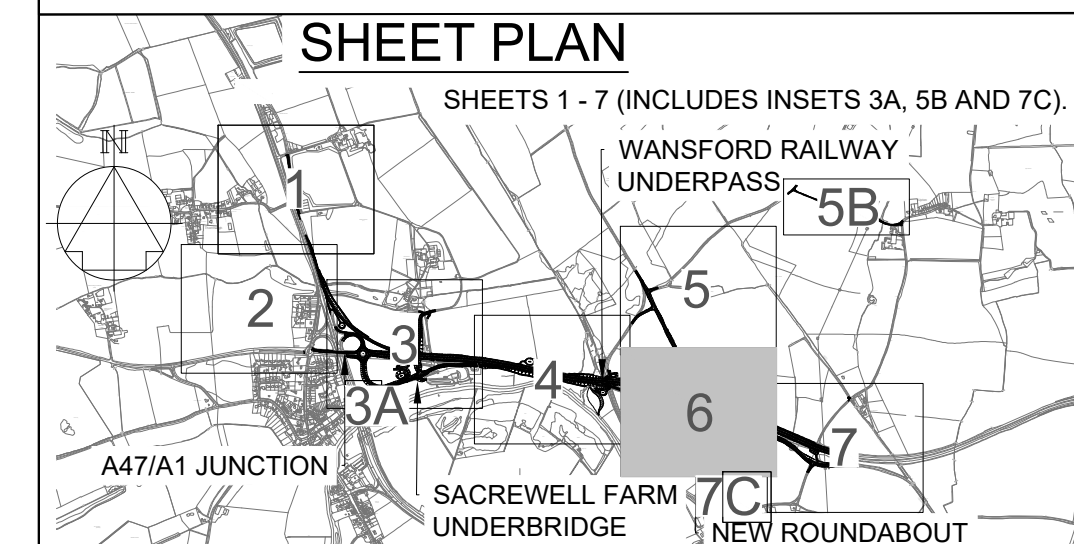 SHEET PLAN
SHEETS 1 - 7 (INCLUDES INSETS 3A, 5B AND 7C).
N
WANSFORD RAILWAY
UNDERPASS
1
5B
2
5
3
4
3A
6
7
A47/A1 JUNCTION
SACREWELL FARM
UNDERBRIDGE
7C
NEW ROUNDABOUT